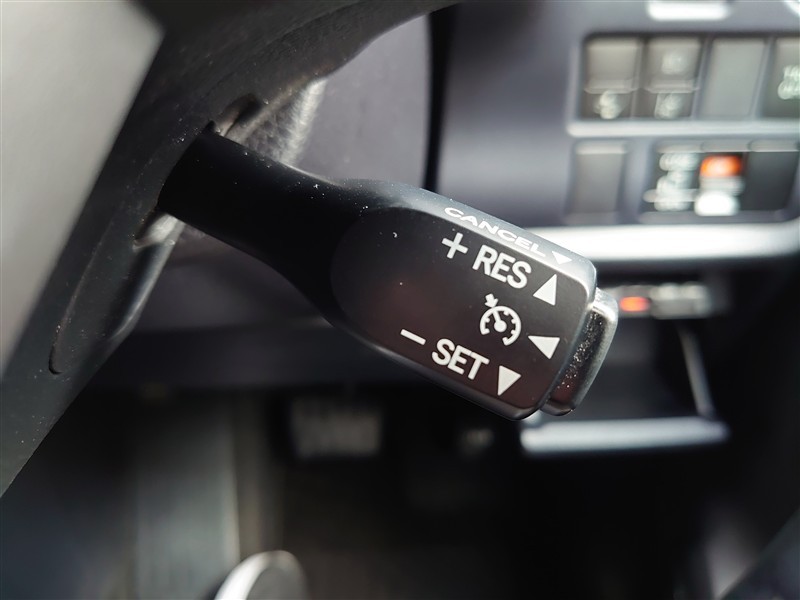 CANCEL ▼
+ RES ▲
◀
− SET ▼